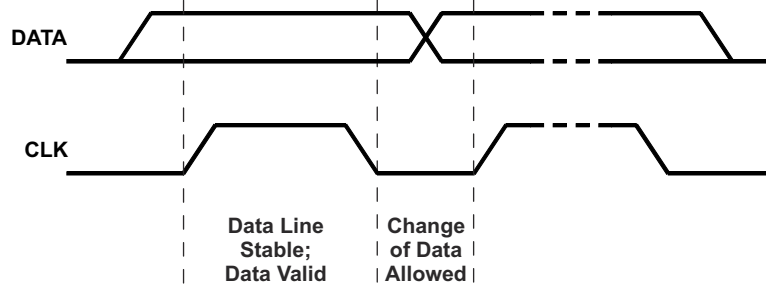 DATA
CLK
Data Line
Stable;
Data Valid
Change
of Data
Allowed